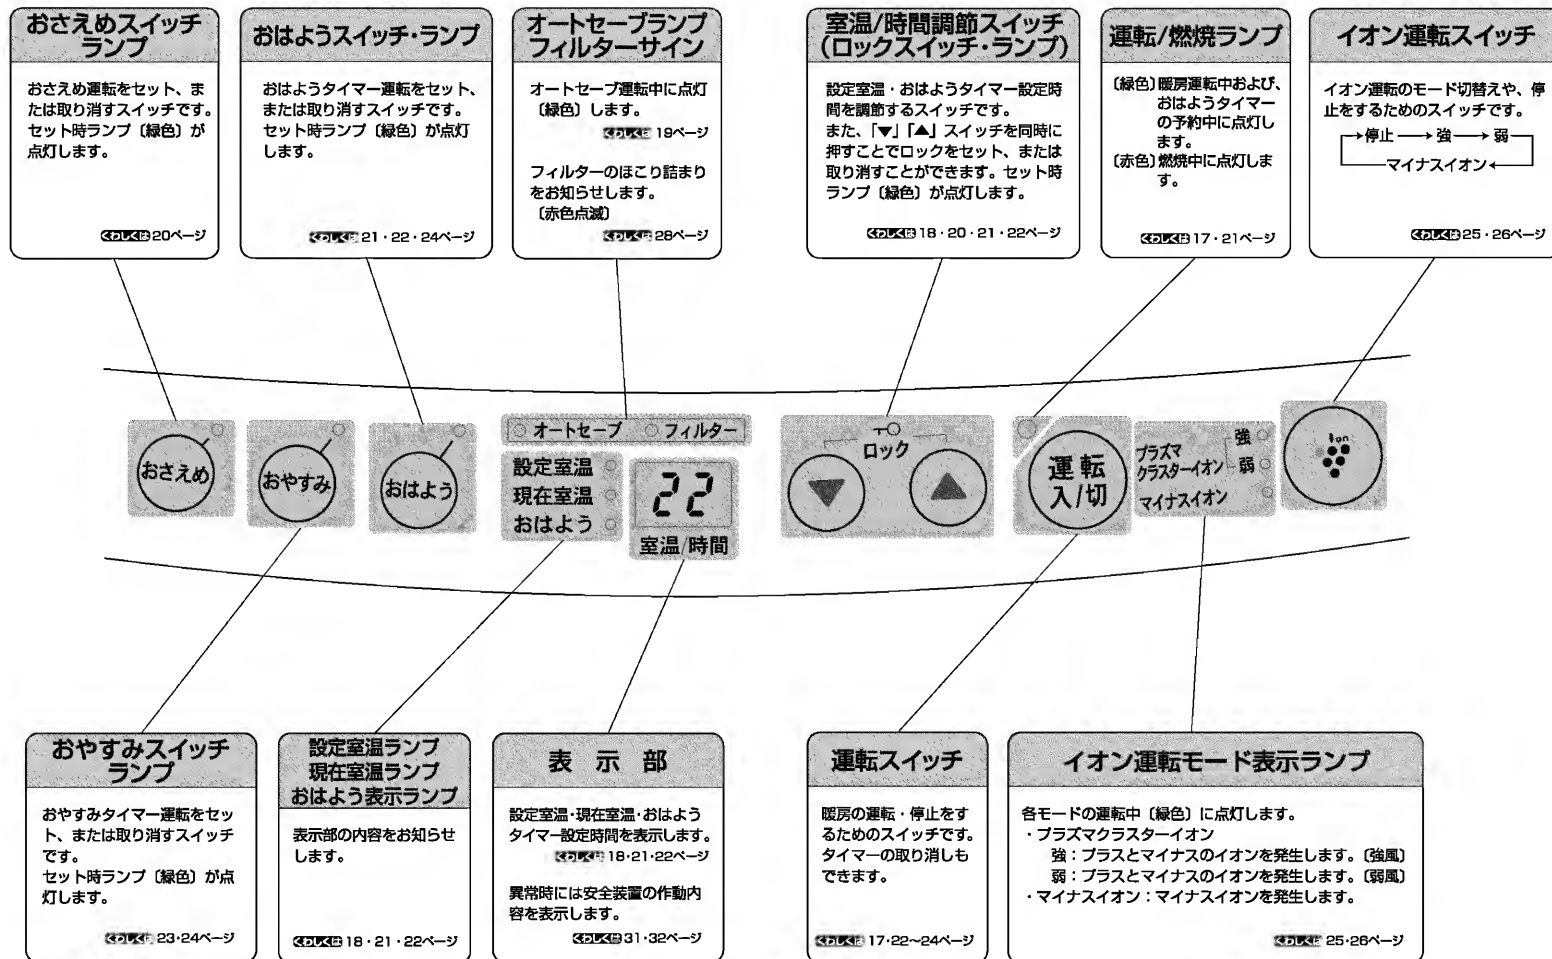 おさえめスイッチ
ランプ
おさえめ運転をセット、ま
たは取り消すスイッチです。
セット時ランプ〔緑色〕が
点灯します。
くわしくは 20ページ
おはようスイッチ・ランプ
おはようタイマー運転をセット、
または取り消すスイッチです。
セット時ランプ〔緑色〕が点灯
します。
くわしくは 21・22・24ページ
オートセーブランプ
フィルターサイン
オートセーブ運転中に点灯
〔緑色〕します。
くわしくは 19ページ
フィルターのほこり詰まり
をお知らせします。
〔赤色点滅〕
くわしくは 28ページ
室温/時間調節スイッチ
(ロックスイッチ・ランプ)
設定室温・おはようタイマー設定時
間を調節するスイッチです。
また、「▼」「▲」スイッチを同時に
押すことでロックをセット、または
取り消すことができます。セット時
ランプ〔緑色〕が点灯します。
くわしくは 18・20・21・22ページ
運転/燃焼ランプ
〔緑色〕暖房運転中および、
おはようタイマー
の予約中に点灯し
ます。
〔赤色〕燃焼中に点灯しま
す。
くわしくは 17・21ページ
イオン運転スイッチ
イオン運転のモード切替えや、停
止をするためのスイッチです。
→停止→強→弱
マイナスイオン←
くわしくは 25・26ページ
おさえめ
おやすみ
おはよう
オートセーブ フィルター
設定室温
現在室温
おはよう
22
室温/時間
ロック
▼ ▲
運転
入/切
プラズマ
クラスターイオン
強
弱
マイナスイオン
ion
おやすみスイッチ
ランプ
おやすみタイマー運転をセッ
ト、または取り消すスイッチ
です。
セット時ランプ〔緑色〕が点
灯します。
くわしくは 23・24ページ
設定室温ランプ
現在室温ランプ
おはよう表示ランプ
表示部の内容をお知らせ
します。
くわしくは 18・21・22ページ
表示部
設定室温・現在室温・おはよう
タイマー設定時間を表示します。
くわしくは 18・21・22ページ
異常時には安全装置の作動内
容を表示します。
くわしくは 31・32ページ
運転スイッチ
暖房の運転・停止をす
るためのスイッチです。
タイマーの取り消しも
できます。
くわしくは 17・22〜24ページ
イオン運転モード表示ランプ
各モードの運転中〔緑色〕に点灯します。
・プラズマクラスターイオン
強：プラスとマイナスのイオンを発生します。〔強風〕
弱：プラスとマイナスのイオンを発生します。〔弱風〕
・マイナスイオン：マイナスイオンを発生します。
くわしくは 25・26ページ